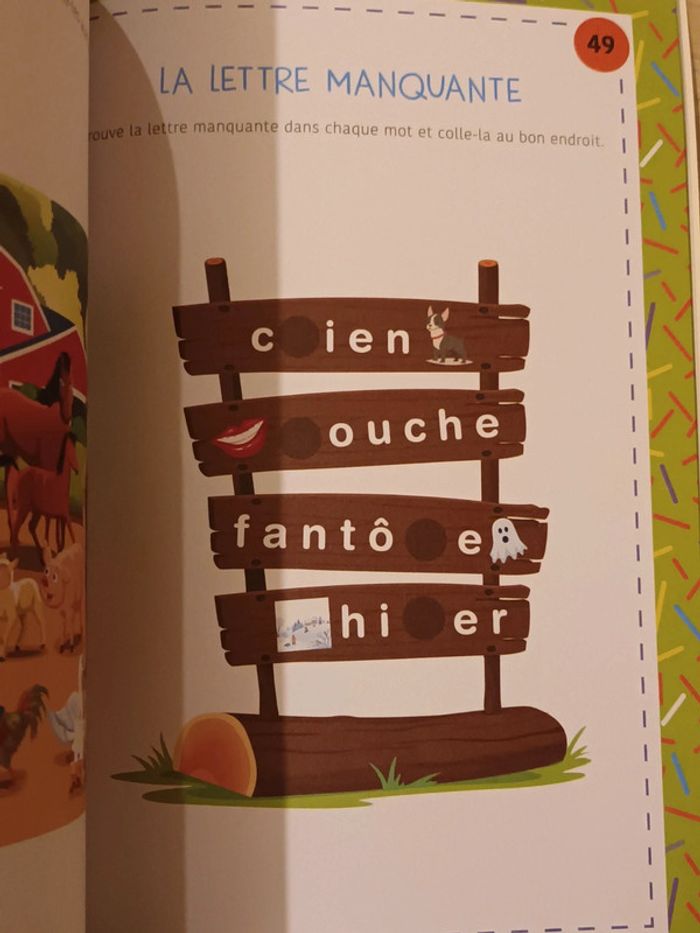 49
LA LETTRE MANQUANTE
rouve la lettre manquante dans chaque mot et colle-la au bon endroit.
c ien
ouche
fantô e
hi er